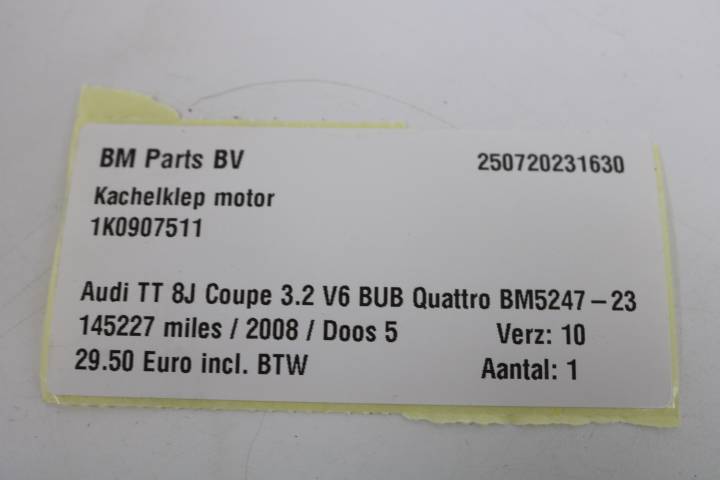 BM Parts BV 250720231630
Kachelklep motor
1K0907511
Audi TT 8J Coupe 3.2 V6 BUB Quattro BM5247-23
145227 miles / 2008 / Doos 5 Verz: 10
29.50 Euro incl. BTW Aantal: 1